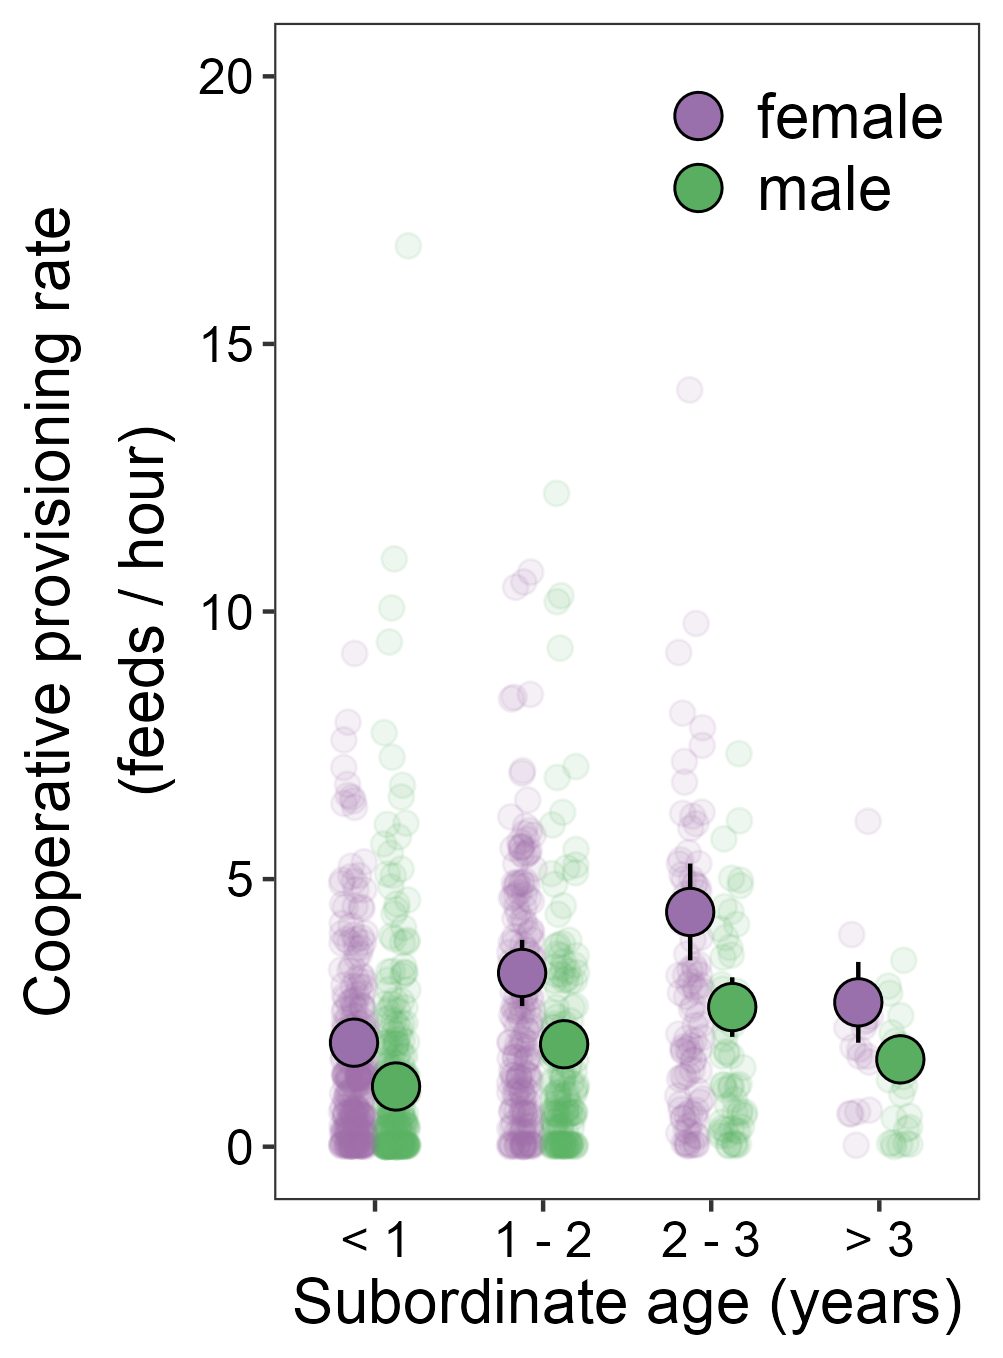 Cooperative provisioning rate
(feeds / hour)
20
15
10
5
0
female
male
< 1
1 - 2
2 - 3
> 3
Subordinate age (years)